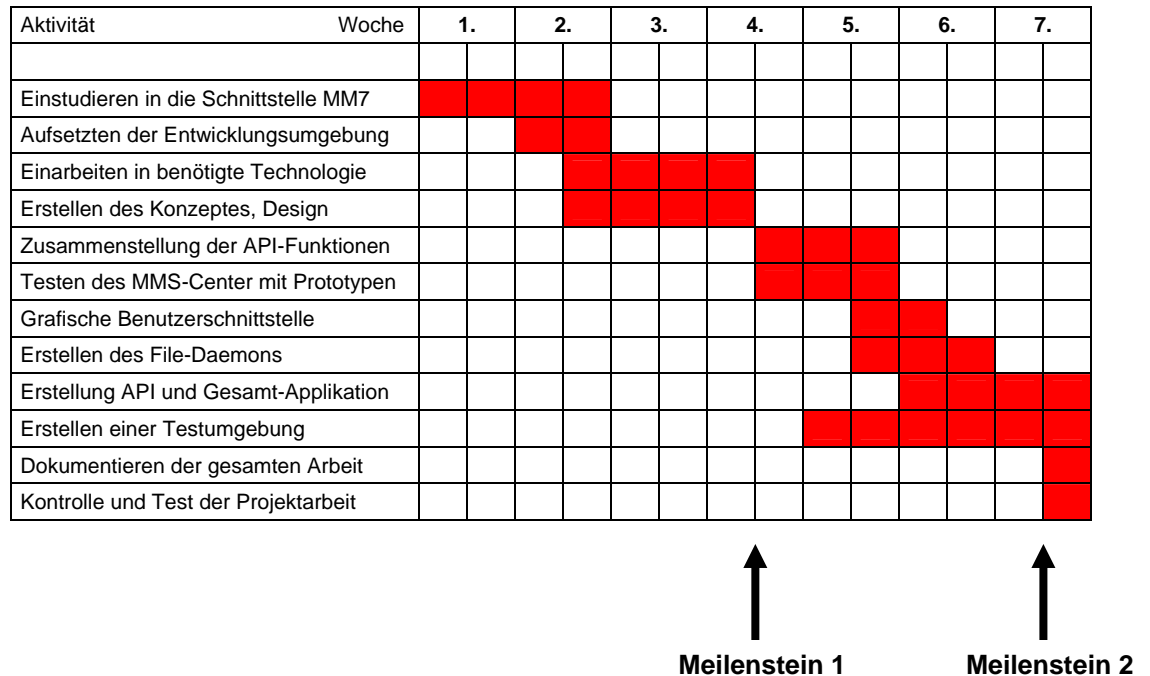 Aktivität Woche 1. 2. 3. 4. 5. 6. 7.
Einstudieren in die Schnittstelle MM7
Aufsetzten der Entwicklungsumgebung
Einarbeiten in benötigte Technologie
Erstellen des Konzeptes, Design
Zusammenstellung der API-Funktionen
Testen des MMS-Center mit Prototypen
Grafische Benutzerschnittstelle
Erstellen des File-Daemons
Erstellung API und Gesamt-Applikation
Erstellen einer Testumgebung
Dokumentieren der gesamten Arbeit
Kontrolle und Test der Projektarbeit
Meilenstein 1 Meilenstein 2